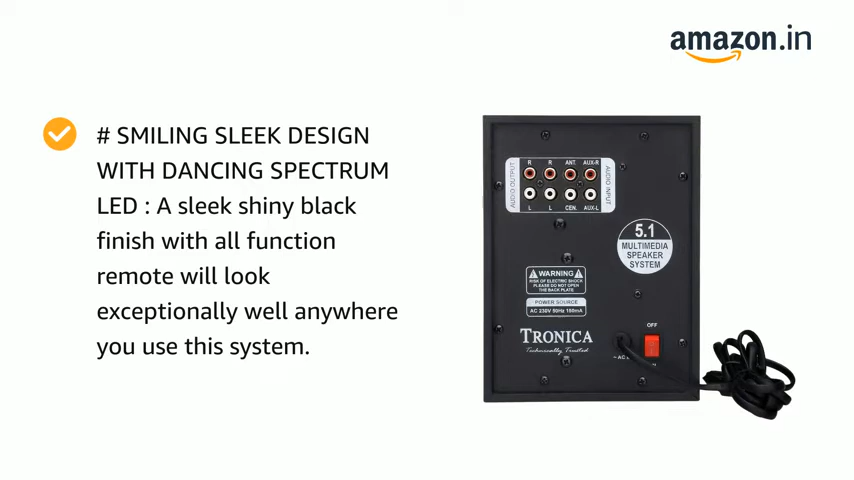 amazon.in
# SMILING SLEEK DESIGN
WITH DANCING SPECTRUM
LED : A sleek shiny black
finish with all function
remote will look
exceptionally well anywhere
you use this system.
R R ANT. AUX-R
AUDIO OUTPUT
AUDIO INPUT
L L CEN. AUX-L
5.1
MULTIMEDIA
SPEAKER
SYSTEM
WARNING
RISK OF ELECTRIC SHOCK
PLEASE DO NOT OPEN
THE BACK PLATE
POWER SOURCE
AC 230V 50Hz 180mA
TRONICA
Technically Trusted
OFF
~ AC